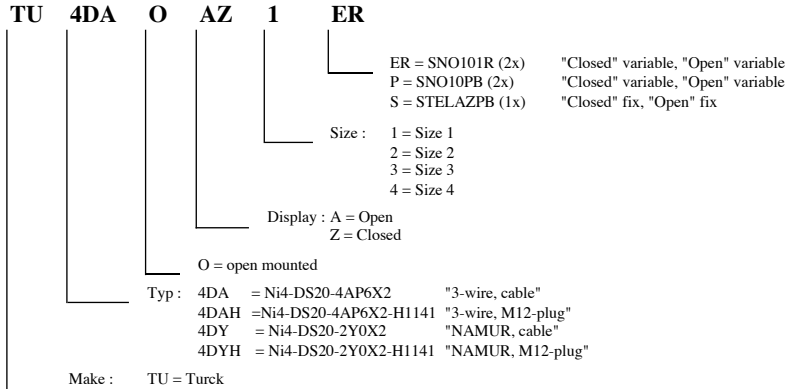 TU 4DA O AZ 1 ER
ER = SNO101R (2x) "Closed" variable, "Open" variable
P = SNO10PB (2x) "Closed" variable, "Open" variable
S = STELAZPB (1x) "Closed" fix, "Open" fix
Size : 1 = Size 1
2 = Size 2
3 = Size 3
4 = Size 4
Display : A = Open
Z = Closed
O = open mounted
Typ : 4DA = Ni4-DS20-4AP6X2 "3-wire, cable"
4DAH =Ni4-DS20-4AP6X2-H1141 "3-wire, M12-plug"
4DY = Ni4-DS20-2Y0X2 "NAMUR, cable"
4DYH = Ni4-DS20-2Y0X2-H1141 "NAMUR, M12-plug"
Make : TU = Turck